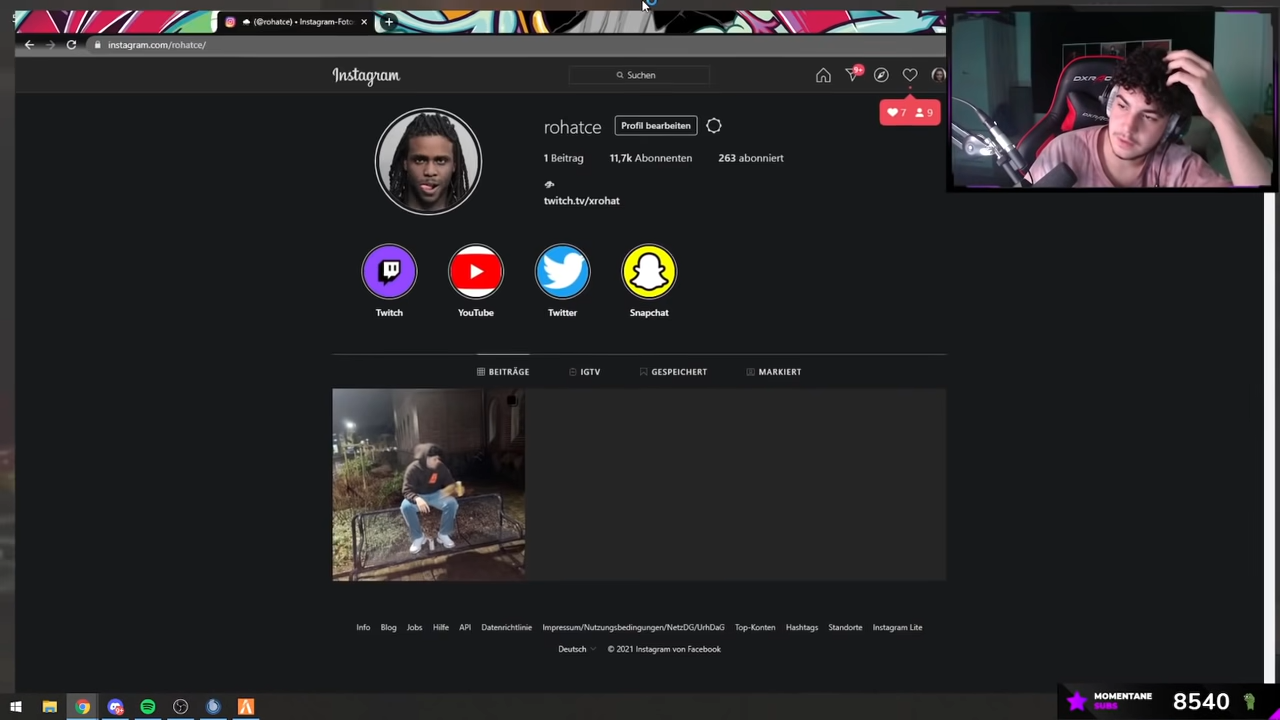 (@rohatce) • Instagram-Foto
instagram.com/rohatce/
Instagram
Suchen
9+
7 9
rohatce
Profil bearbeiten
1 Beitrag 11,7k Abonnenten 263 abonniert
twitch.tv/xrohat
Twitch YouTube Twitter Snapchat
BEITRÄGE IGTV GESPEICHERT MARKIERT
Info Blog Jobs Hilfe API Datenrichtlinie Impressum/Nutzungsbedingungen/NetzDG/UrhDaG Top-Konten Hashtags Standorte Instagram Lite
Deutsch © 2021 Instagram von Facebook
DXRACER
MOMENTANE
SUBS
8540